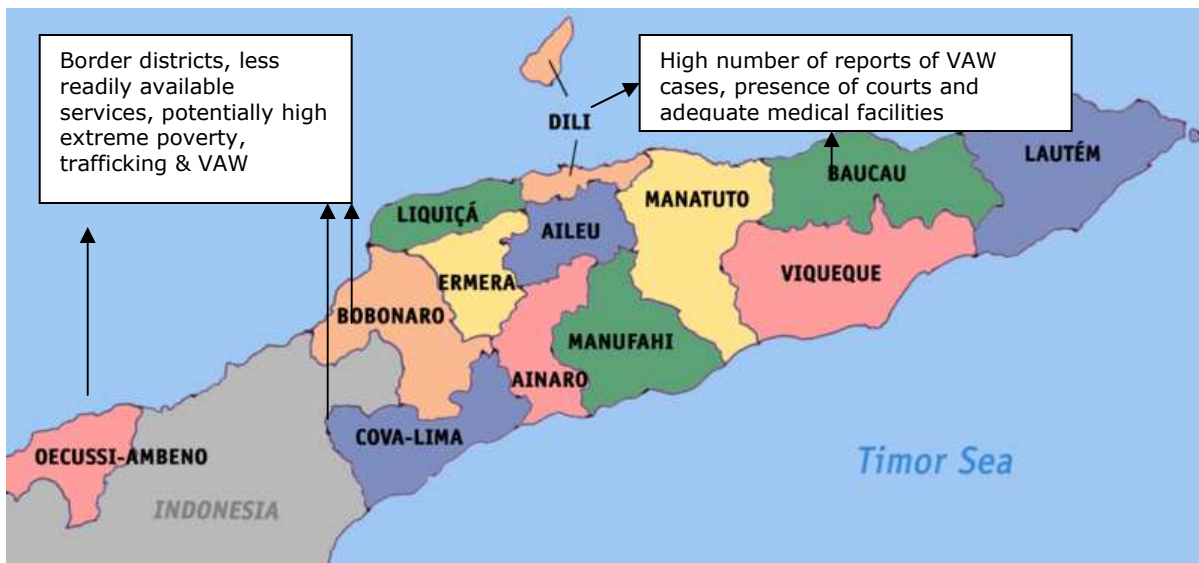 Border districts, less
readily available
services, potentially high
extreme poverty,
trafficking & VAW
High number of reports of VAW
cases, presence of courts and
adequate medical facilities
DILI
LAUTÉM
BAUCAU
MANATUTO
LIQUIÇÁ
AILEU
VIQUEQUE
ERMERA
BOBONARO
MANUFAHI
AINARO
COVA-LIMA
OECUSSI-AMBENO
Timor Sea
INDONESIA